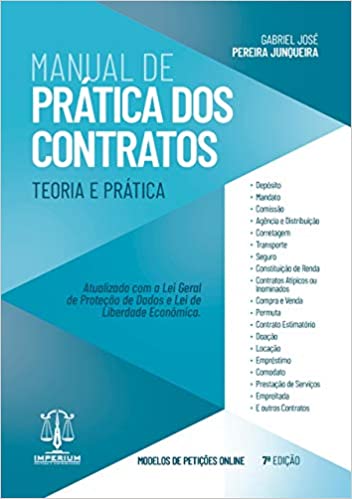 GABRIEL JOSÉ
PEREIRA JUNQUEIRA
MANUAL DE
PRÁTICA DOS
CONTRATOS
TEORIA E PRÁTICA
Atualizado com a Lei Geral
de Proteção de Dados e Lei de
Liberdade Econômica.
• Depósito
• Mandato
• Comissão
• Agência e Distribuição
• Corretagem
• Transporte
• Seguro
• Constituição de Renda
• Contratos Atípicos ou
Inominados
• Compra e Venda
• Permuta
• Contrato Estimatório
• Doação
• Locação
• Empréstimo
• Comodato
• Prestação de Serviços
• Empreitada
• E outros Contratos
IMPERIUM
MODELOS DE PETIÇÕES ONLINE 7ª EDIÇÃO